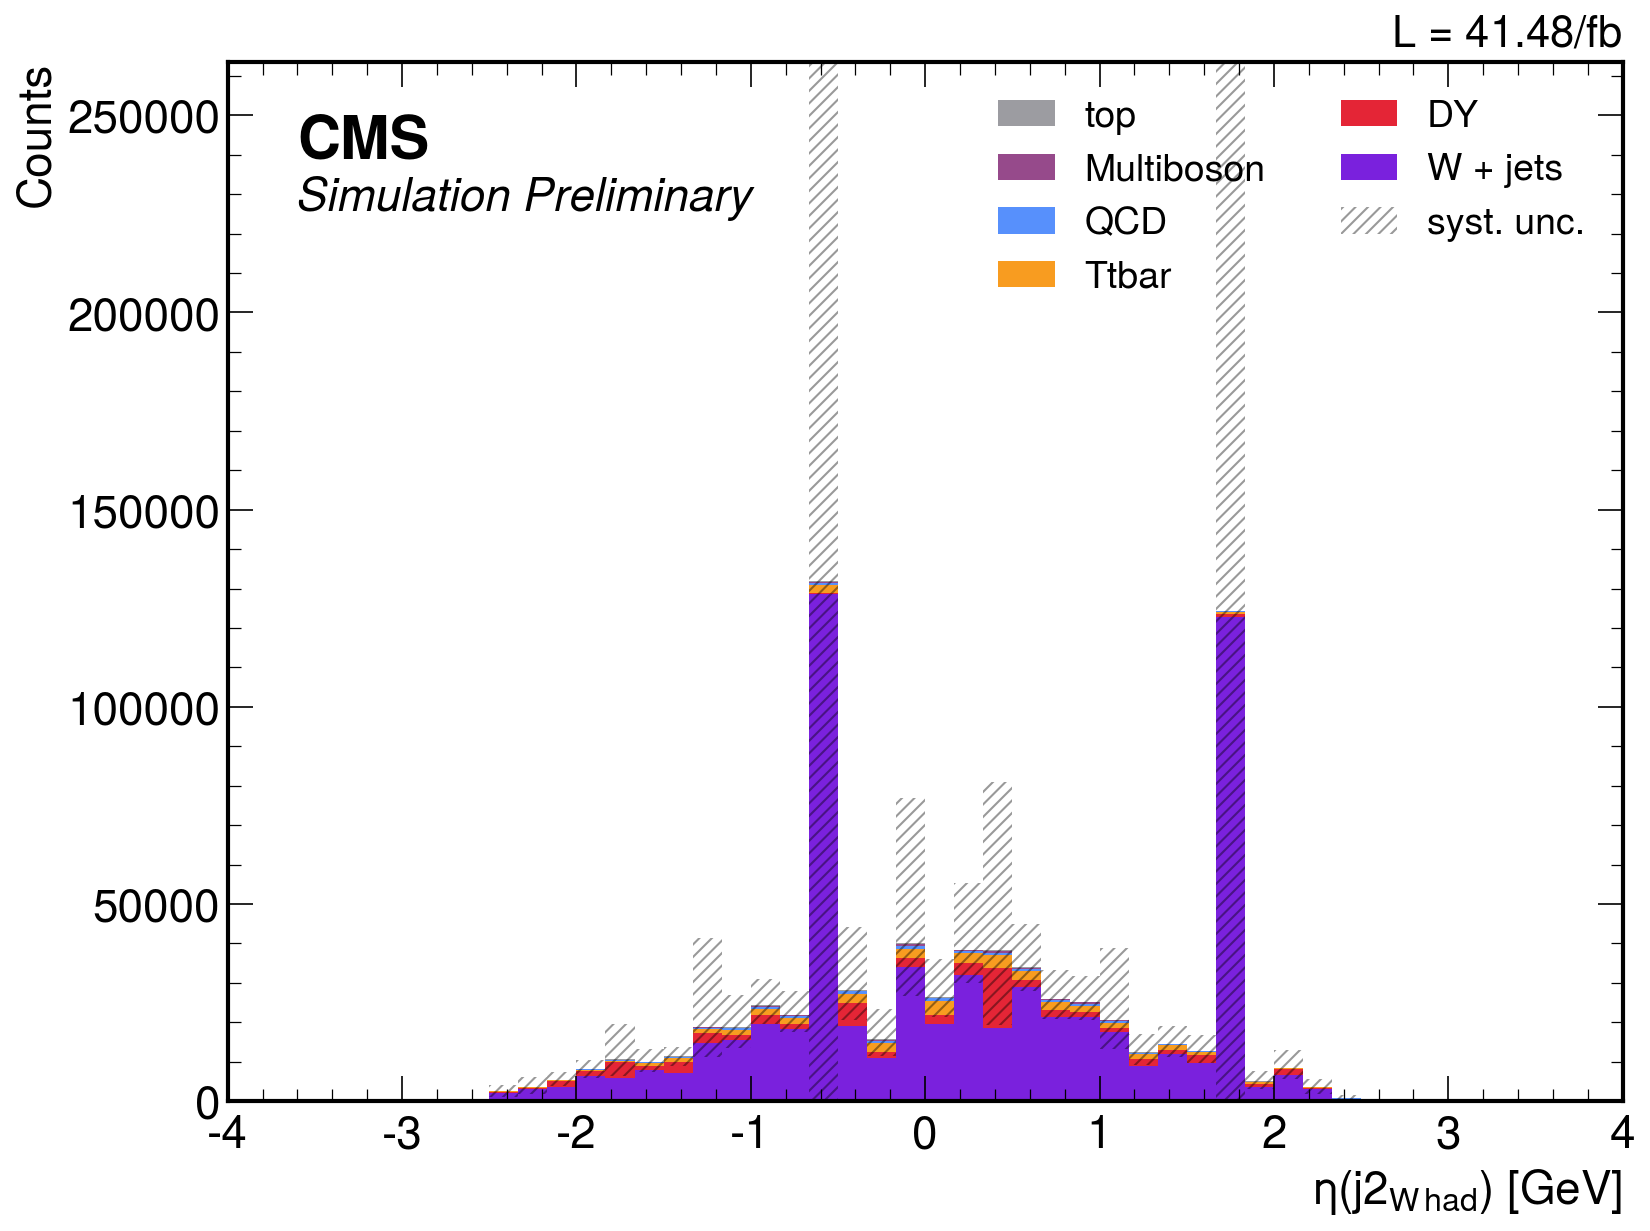 L = 41.48/fb
Counts
CMS
Simulation Preliminary
top
Multiboson
QCD
Ttbar
DY
W + jets
syst. unc.
250000
200000
150000
100000
50000
0
-4 -3 -2 -1 0 1 2 3 4
η(j2W had) [GeV]